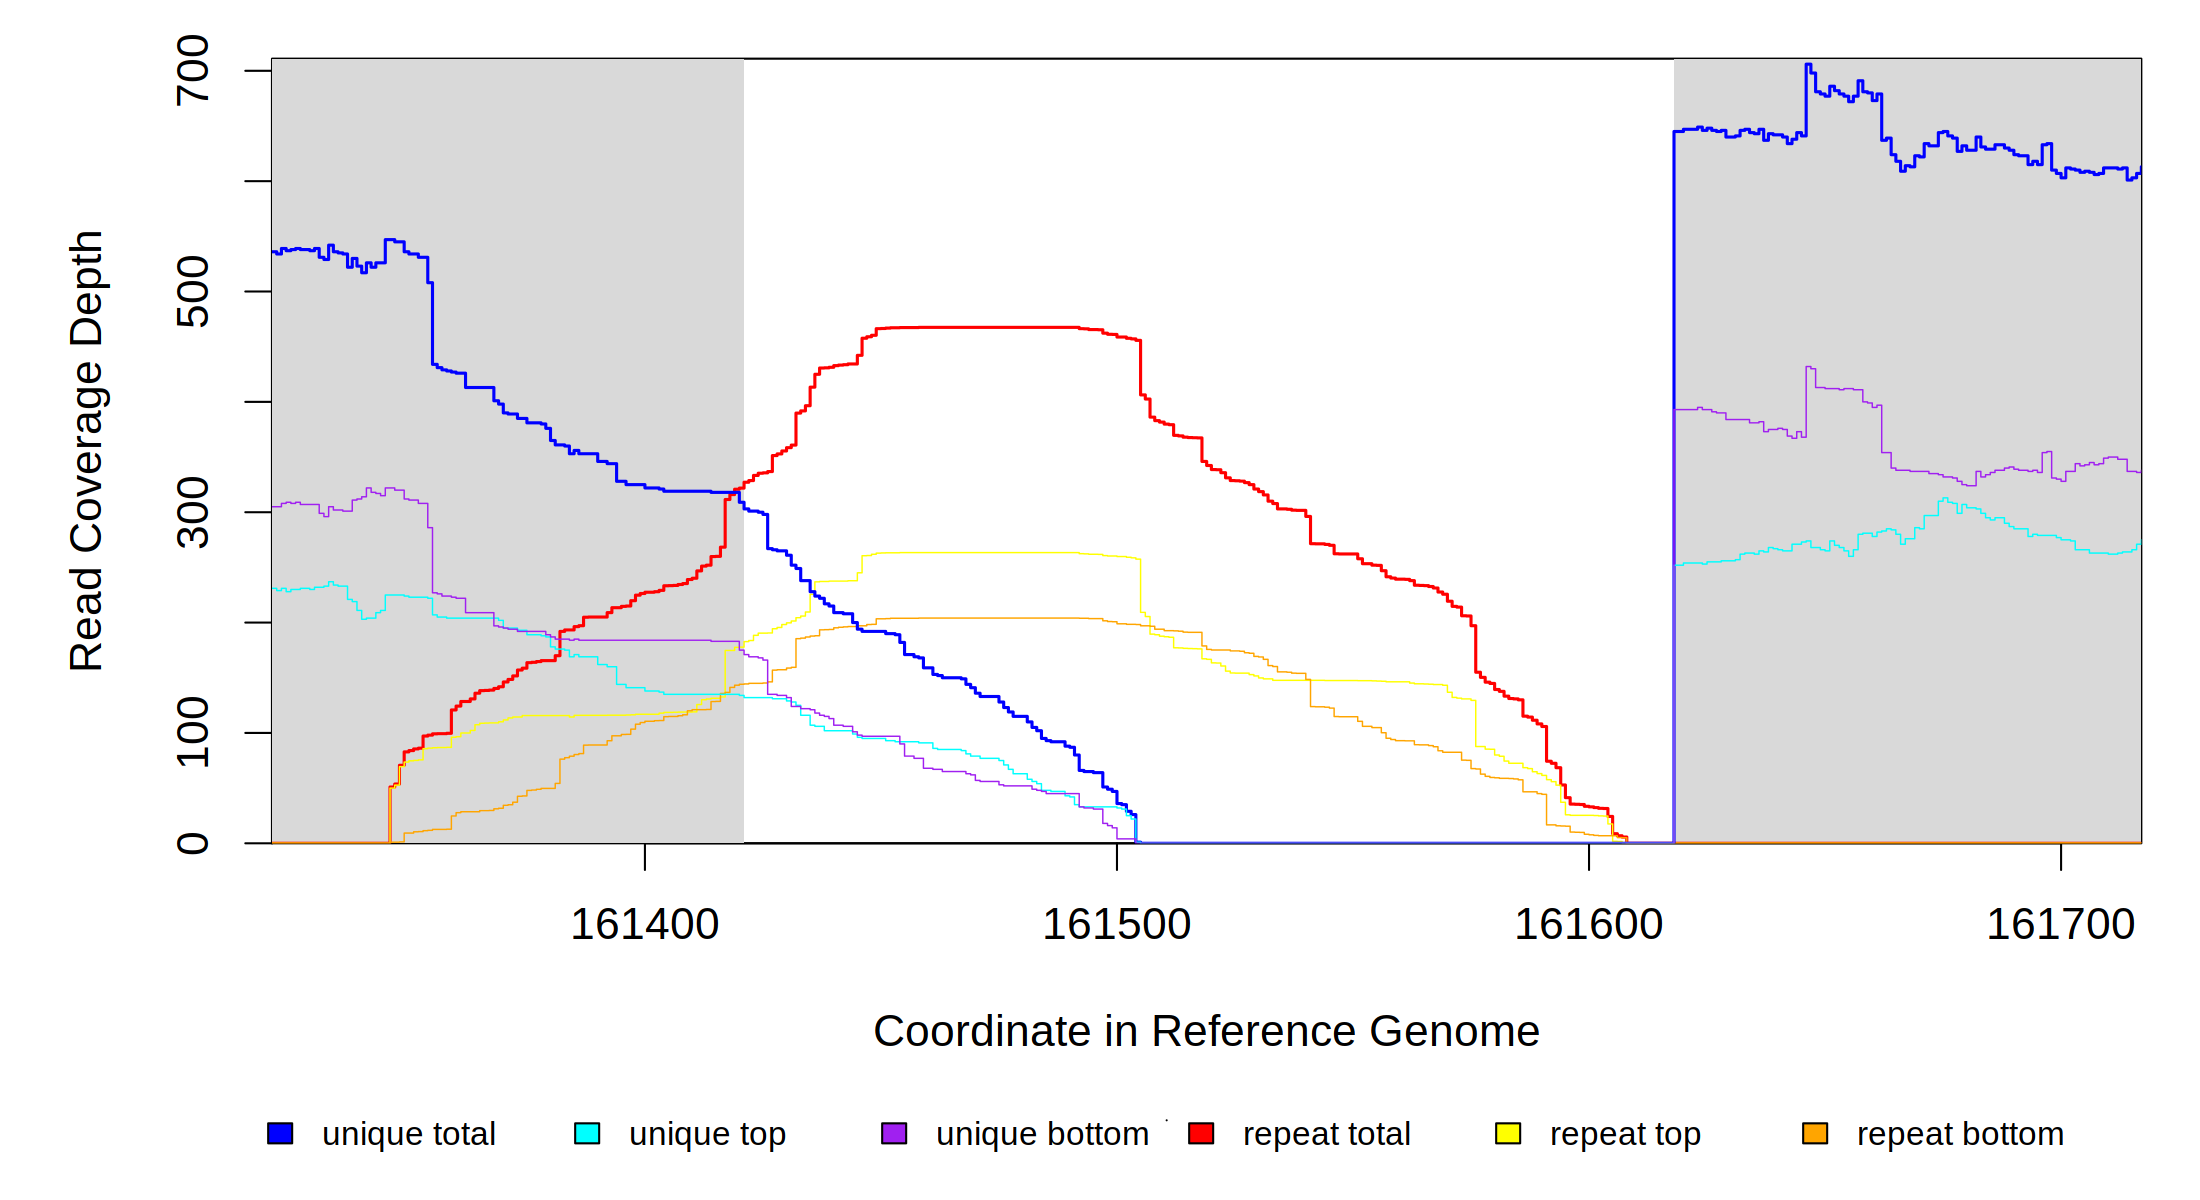 700
500
300
100
0
Read Coverage Depth
161400 161500 161600 161700
Coordinate in Reference Genome
unique total unique top unique bottom repeat total repeat top repeat bottom